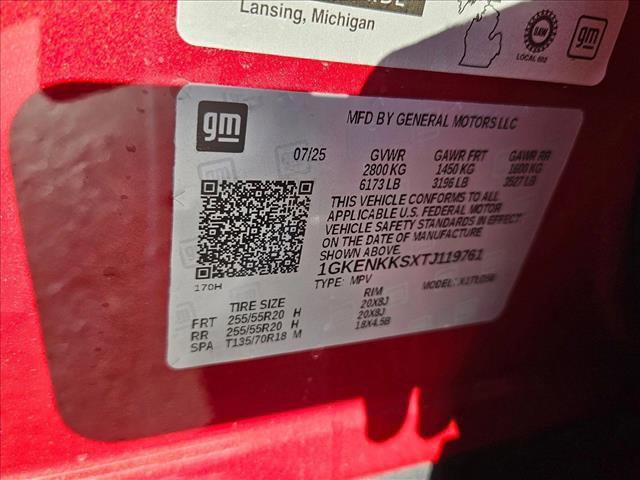 Lansing, Michigan
UAW
LOCAL 602
gm
gm
MFD BY GENERAL MOTORS LLC
07/25 GVWR GAWR FRT GAWR RR
2800 KG 1450 KG 1600 KG
6173 LB 3196 LB 3527 LB
THIS VEHICLE CONFORMS TO ALL
APPLICABLE U.S. FEDERAL MOTOR
VEHICLE SAFETY STANDARDS IN EFFECT
ON THE DATE OF MANUFACTURE
SHOWN ABOVE.
1GKENKKSXTJ119761
170H
TYPE: MPV MODEL:
TIRE SIZE RIM
FRT 255/55R20 H 20X8J
RR 255/55R20 H 20X8J
SPA T135/70R18 M 18X4.5B